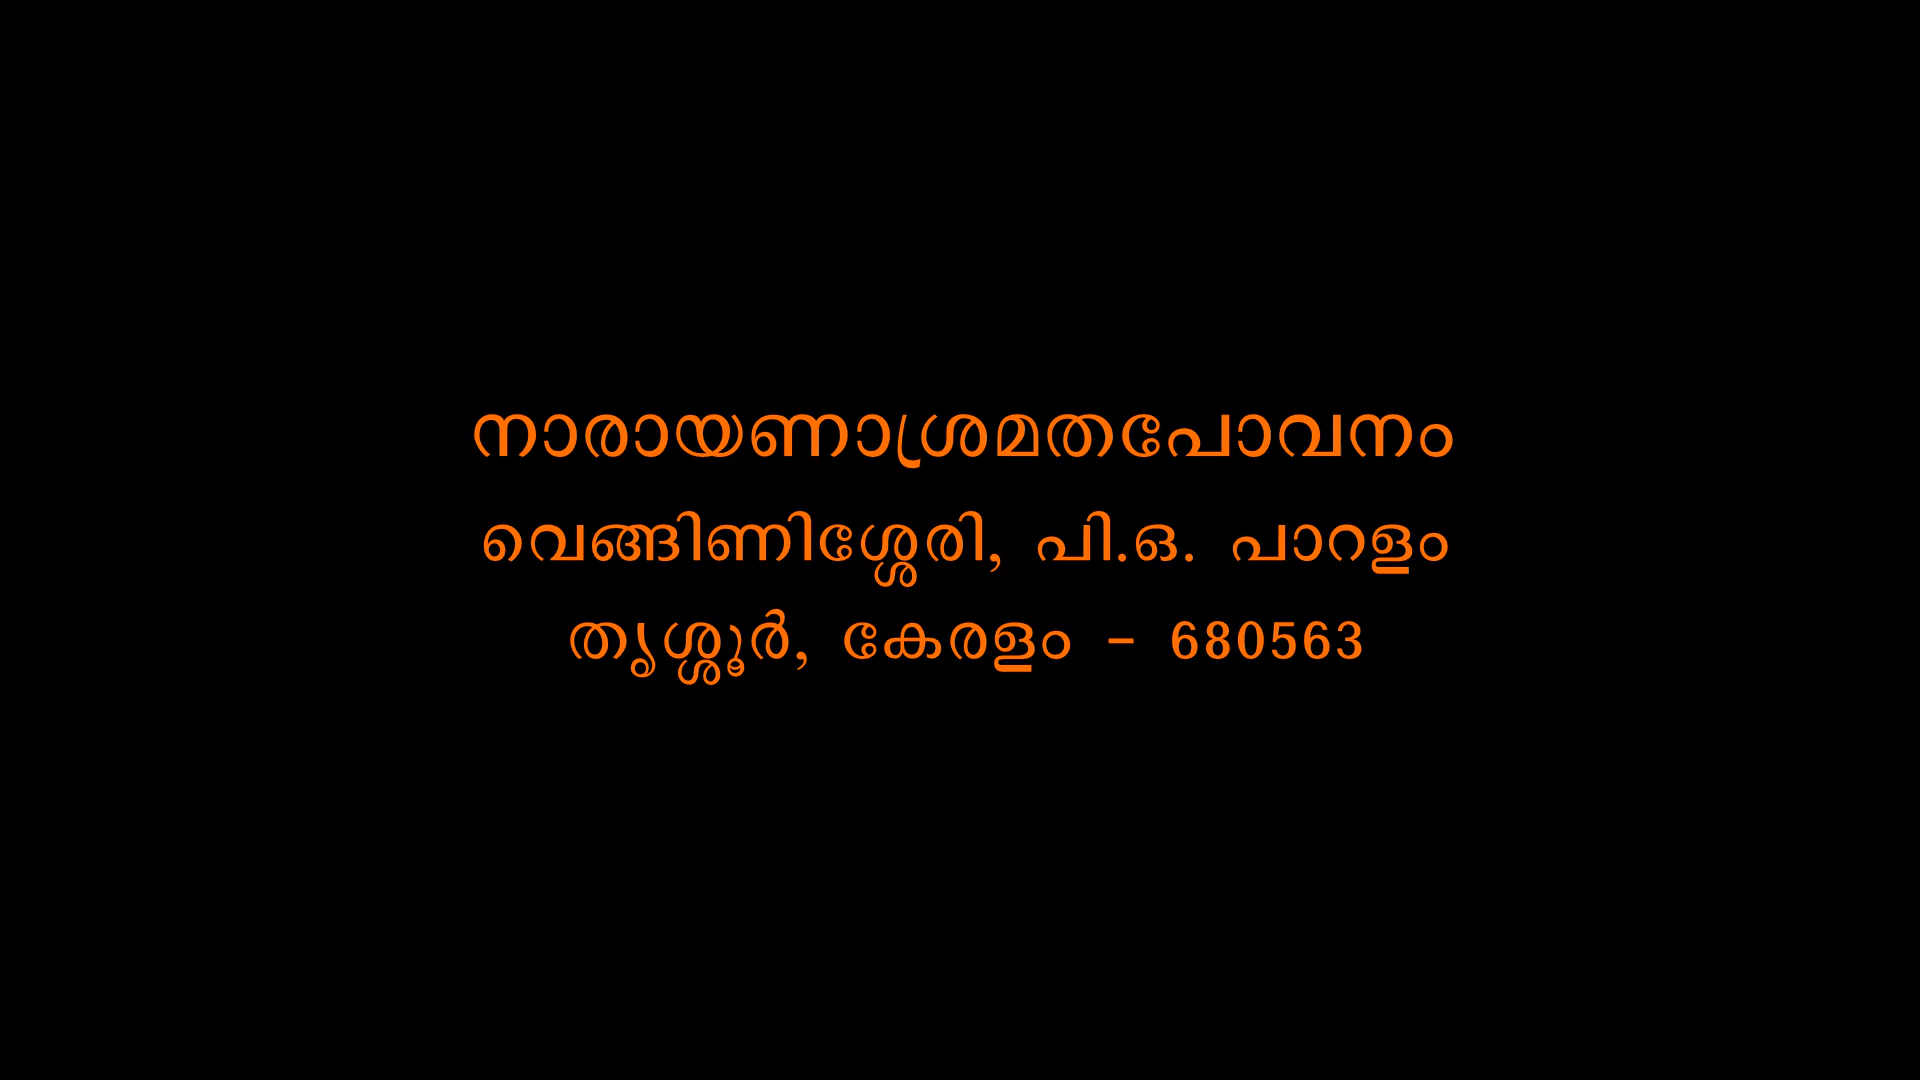 നാരായണാശ്രമതപോവനം
വെങ്ങിണിശ്ശേരി, പി.ഒ. പാറളം
തൃശ്ശൂർ, കേരളം - 680563